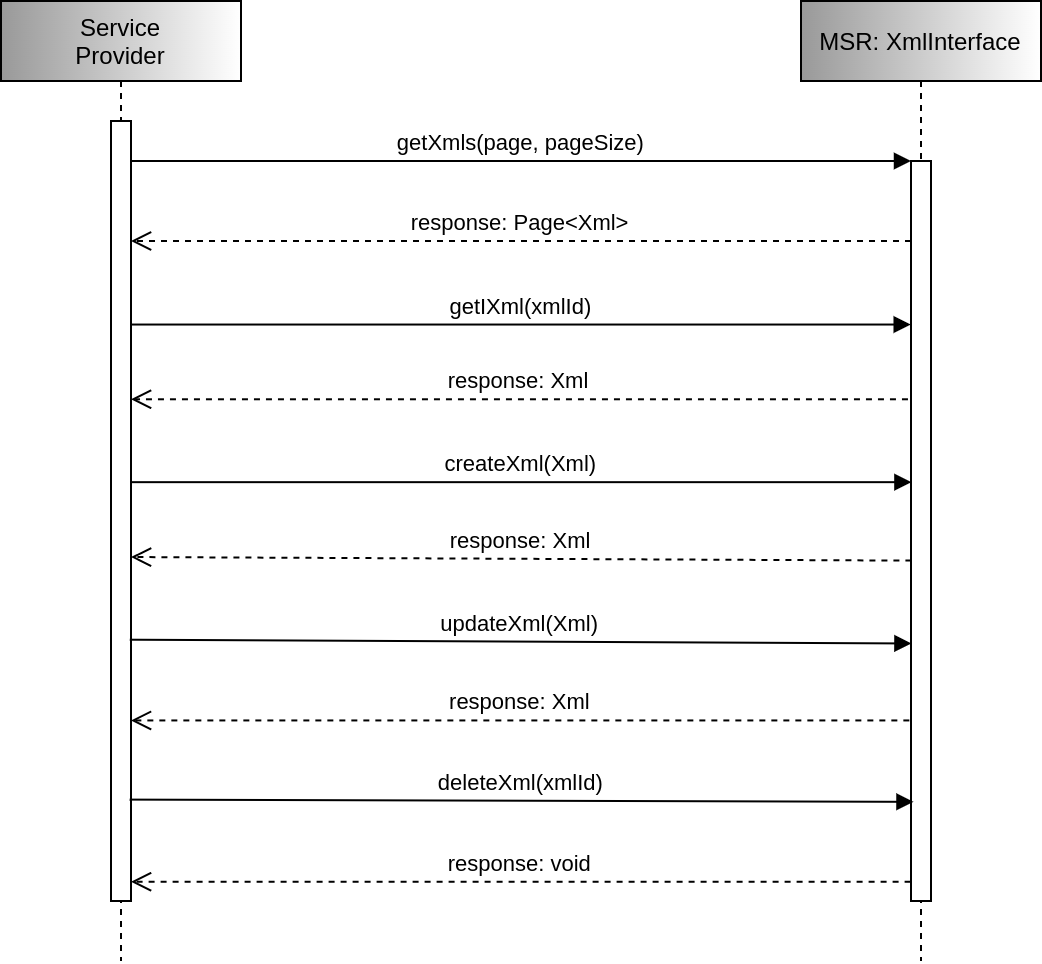 Service
Provider
MSR: XmlInterface
getXmls(page, pageSize)
response: Page<Xml>
getIXml(xmlId)
response: Xml
createXml(Xml)
response: Xml
updateXml(Xml)
response: Xml
deleteXml(xmlId)
response: void